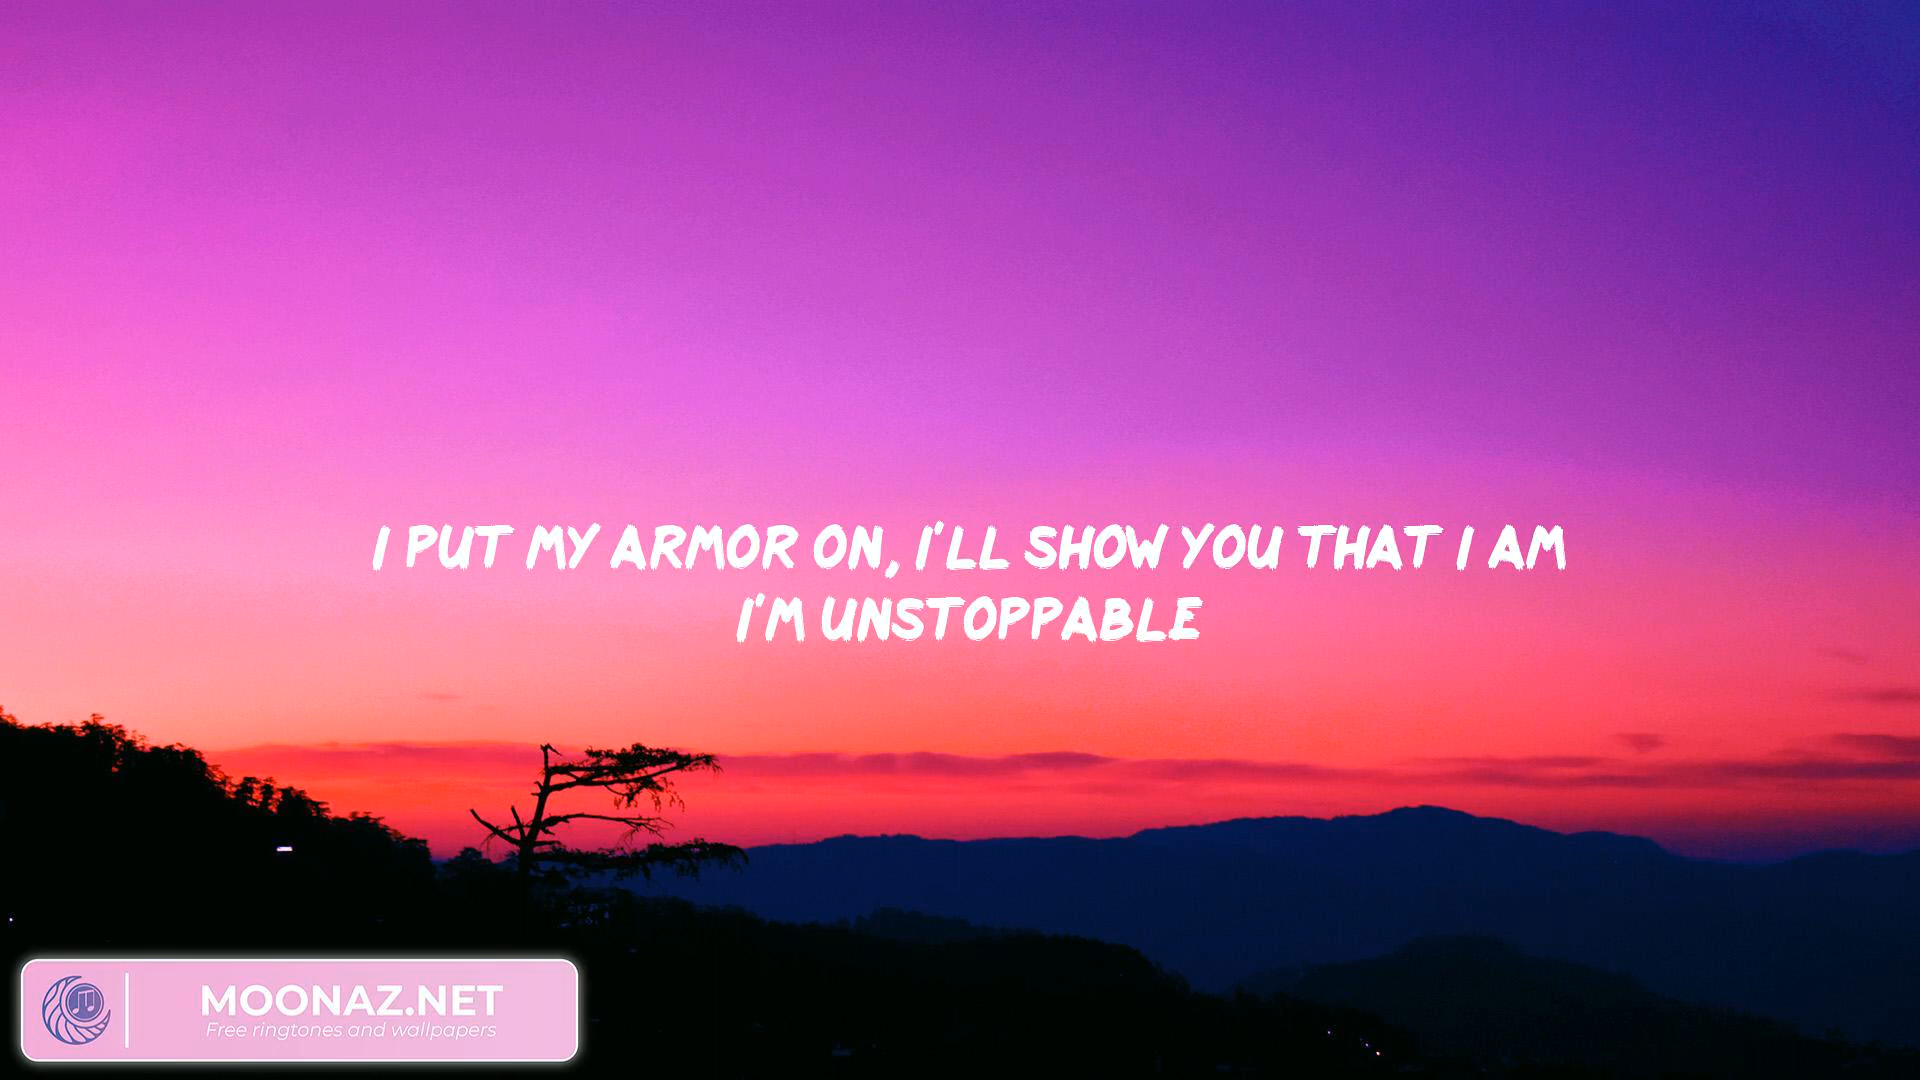 I PUT MY ARMOR ON, I'LL SHOW YOU THAT I AM
I'M UNSTOPPABLE
MOONAZ.NET
Free ringtones and wallpapers